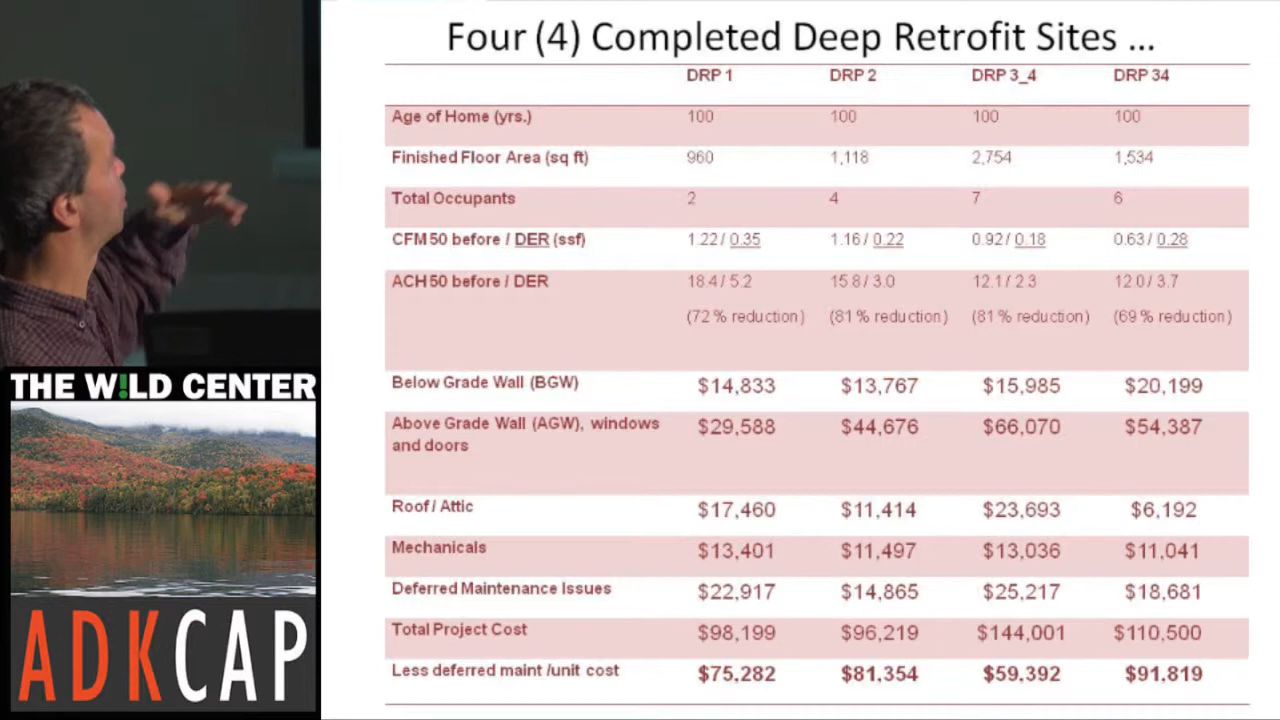 Four (4) Completed Deep Retrofit Sites ...
DRP 1 DRP 2 DRP 3_4 DRP 34
Age of Home (yrs.) 100 100 100 100
Finished Floor Area (sq ft) 960 1,118 2,754 1,534
Total Occupants 2 4 7 6
CFM 50 before / DER (ssf) 1.22 / 0.35 1.16 / 0.22 0.92 / 0.18 0.63 / 0.28
ACH 50 before / DER 18.4 / 5.2 15.8 / 3.0 12.1 / 2.3 12.0 / 3.7
(72 % reduction) (81 % reduction) (81 % reduction) (69 % reduction)
Below Grade Wall (BGW) $14,833 $13,767 $15,985 $20,199
Above Grade Wall (AGW), windows $29,588 $44,676 $66,070 $54,387
and doors
Roof / Attic $17,460 $11,414 $23,693 $6,192
Mechanicals $13,401 $11,497 $13,036 $11,041
Deferred Maintenance Issues $22,917 $14,865 $25,217 $18,681
Total Project Cost $98,199 $96,219 $144,001 $110,500
Less deferred maint /unit cost $75,282 $81,354 $59,392 $91,819
THE W!LD CENTER
ADKCAP